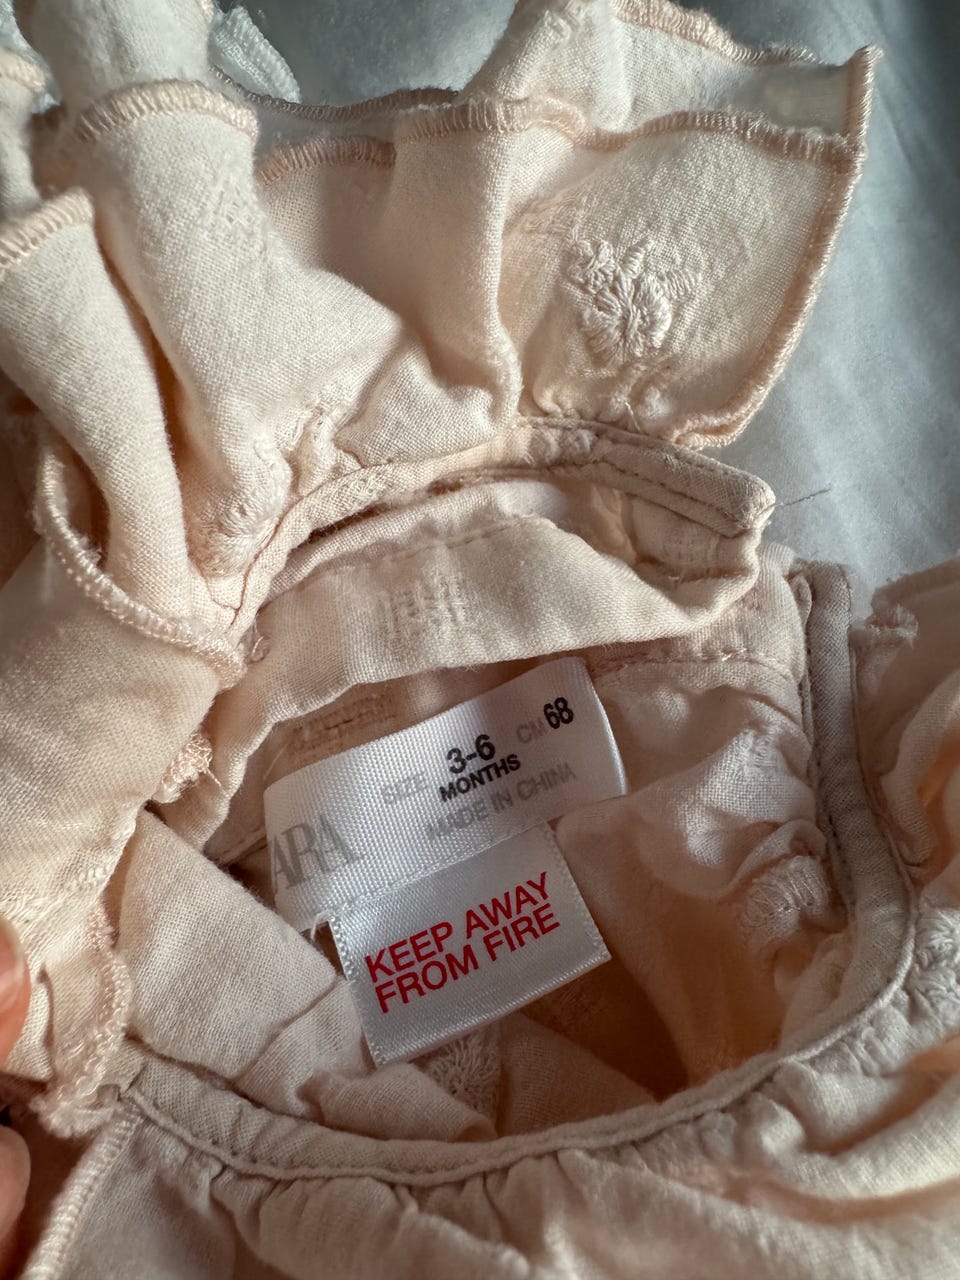 SIZE 3-6 CM 68
MONTHS
MADE IN CHINA
ARA
KEEP AWAY
FROM FIRE